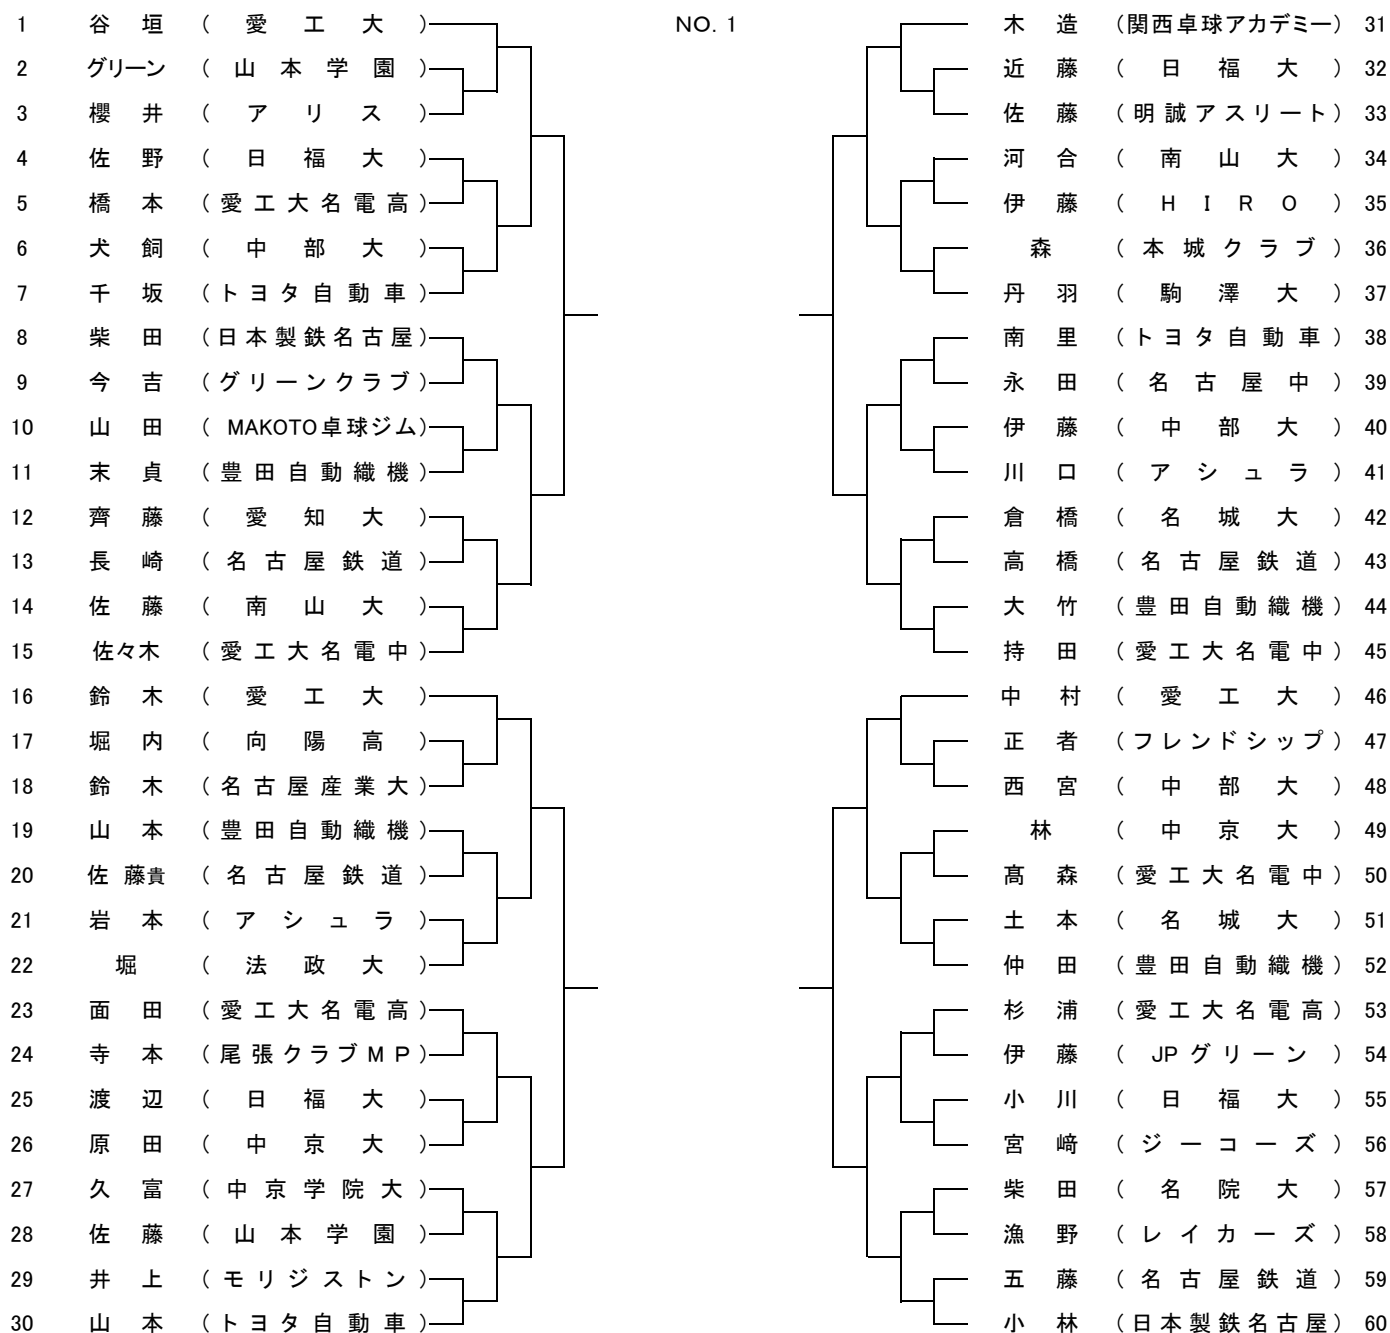 NO. 1
1 谷垣 (愛工大)
2 グリーン (山本学園)
3 櫻井 (アリス)
4 佐野 (日福大)
5 橋本 (愛工大名電高)
6 犬飼 (中部大)
7 千坂 (トヨタ自動車)
8 柴田 (日本製鉄名古屋)
9 今吉 (グリーンクラブ)
10 山田 (MAKOTO卓球ジム)
11 末貞 (豊田自動織機)
12 齊藤 (愛知大)
13 長崎 (名古屋鉄道)
14 佐藤 (南山大)
15 佐々木 (愛工大名電中)
16 鈴木 (愛工大)
17 堀内 (向陽高)
18 鈴木 (名古屋産業大)
19 山本 (豊田自動織機)
20 佐藤貴 (名古屋鉄道)
21 岩本 (アシュラ)
22 堀 (法政大)
23 面田 (愛工大名電高)
24 寺本 (尾張クラブMP)
25 渡辺 (日福大)
26 原田 (中京大)
27 久富 (中京学院大)
28 佐藤 (山本学園)
29 井上 (モリジストン)
30 山本 (トヨタ自動車)
木造 (関西卓球アカデミー) 31
近藤 (日福大) 32
佐藤 (明誠アスリート) 33
河合 (南山大) 34
伊藤 (HIRO) 35
森 (本城クラブ) 36
丹羽 (駒澤大) 37
南里 (トヨタ自動車) 38
永田 (名古屋中) 39
伊藤 (中部大) 40
川口 (アシュラ) 41
倉橋 (名城大) 42
高橋 (名古屋鉄道) 43
大竹 (豊田自動織機) 44
持田 (愛工大名電中) 45
中村 (愛工大) 46
正者 (フレンドシップ) 47
西宮 (中部大) 48
林 (中京大) 49
髙森 (愛工大名電中) 50
土本 (名城大) 51
仲田 (豊田自動織機) 52
杉浦 (愛工大名電高) 53
伊藤 (JPグリーン) 54
小川 (日福大) 55
宮﨑 (ジーコーズ) 56
柴田 (名院大) 57
漁野 (レイカーズ) 58
五藤 (名古屋鉄道) 59
小林 (日本製鉄名古屋) 60